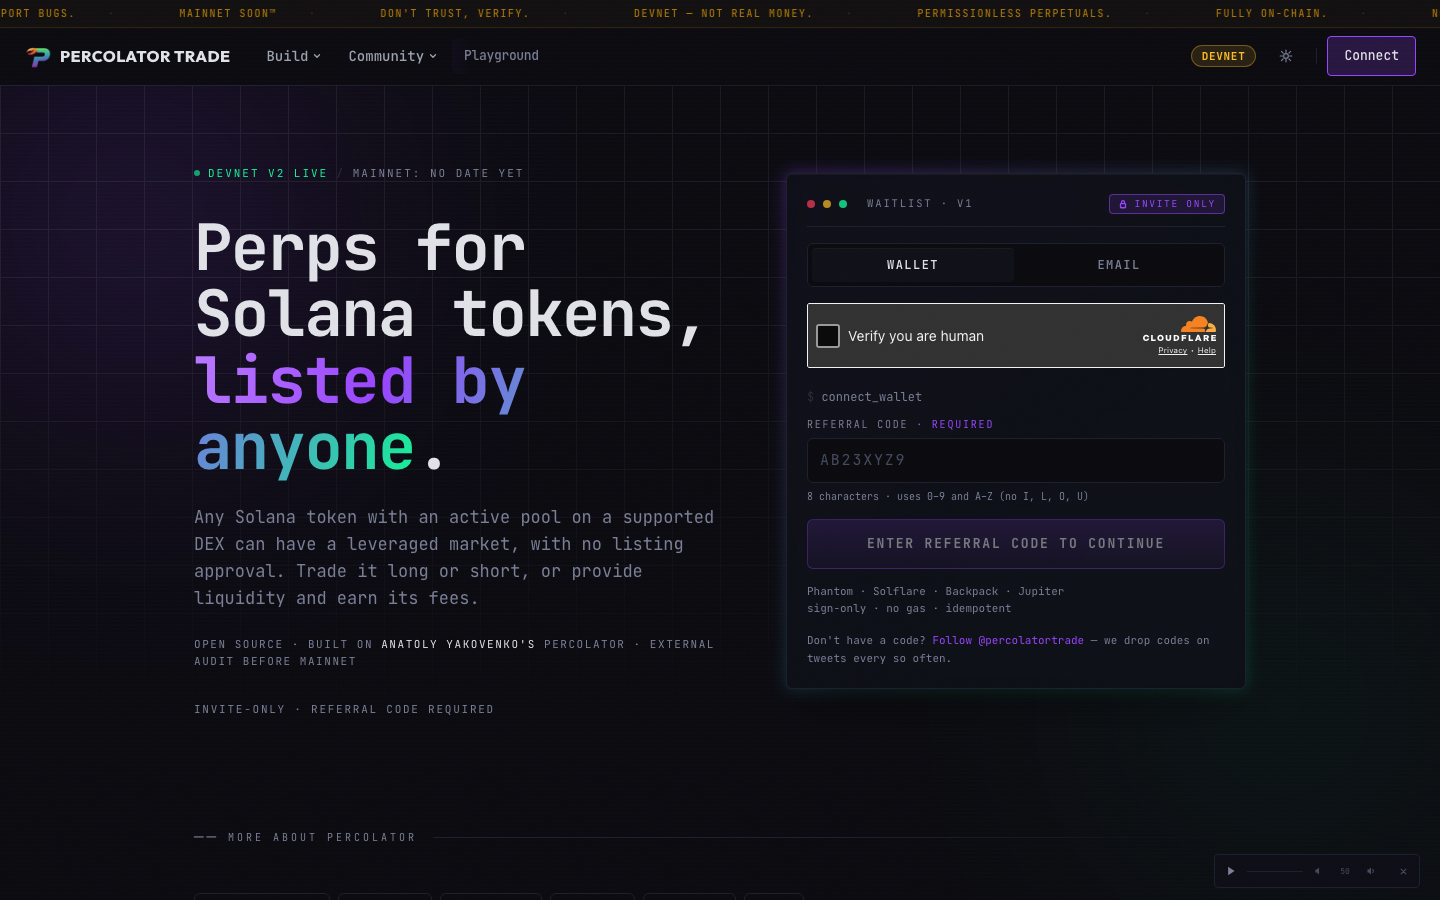 PORT BUGS. · MAINNET SOON™ · DON'T TRUST, VERIFY. · DEVNET — NOT REAL MONEY. · PERMISSIONLESS PERPETUALS. · FULLY ON-CHAIN. · N
PERCOLATOR TRADE Build Community Playground DEVNET Connect
DEVNET V2 LIVE / MAINNET: NO DATE YET
Perps for
Solana tokens,
listed by
anyone.
Any Solana token with an active pool on a supported
DEX can have a leveraged market, with no listing
approval. Trade it long or short, or provide
liquidity and earn its fees.
OPEN SOURCE · BUILT ON ANATOLY YAKOVENKO'S PERCOLATOR · EXTERNAL
AUDIT BEFORE MAINNET
INVITE-ONLY · REFERRAL CODE REQUIRED
WAITLIST · V1 INVITE ONLY
WALLET EMAIL
Verify you are human
CLOUDFLARE
Privacy · Help
$ connect_wallet
REFERRAL CODE · REQUIRED
AB23XYZ9
8 characters · uses 0–9 and A–Z (no I, L, O, U)
ENTER REFERRAL CODE TO CONTINUE
Phantom · Solflare · Backpack · Jupiter
sign-only · no gas · idempotent
Don't have a code? Follow @percolatortrade — we drop codes on
tweets every so often.
—— MORE ABOUT PERCOLATOR
50